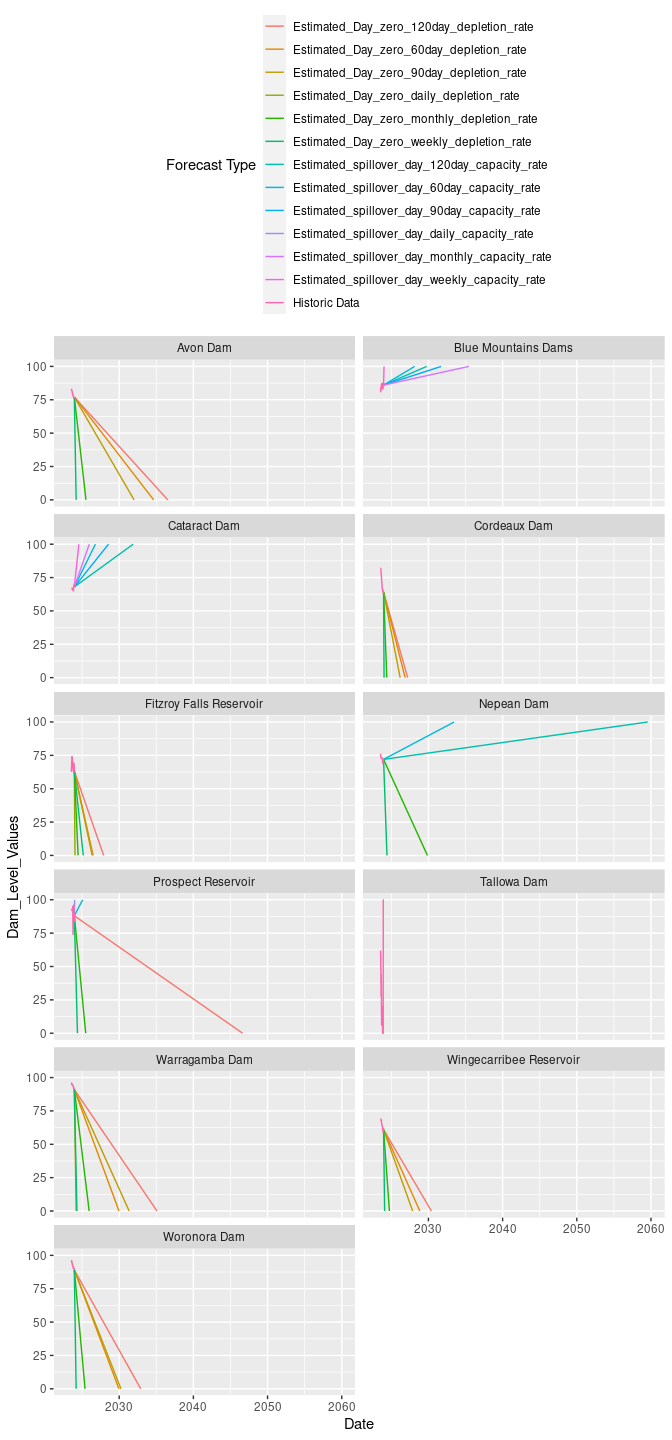 Forecast Type
Estimated_Day_zero_120day_depletion_rate
Estimated_Day_zero_60day_depletion_rate
Estimated_Day_zero_90day_depletion_rate
Estimated_Day_zero_daily_depletion_rate
Estimated_Day_zero_monthly_depletion_rate
Estimated_Day_zero_weekly_depletion_rate
Estimated_spillover_day_120day_capacity_rate
Estimated_spillover_day_60day_capacity_rate
Estimated_spillover_day_90day_capacity_rate
Estimated_spillover_day_daily_capacity_rate
Estimated_spillover_day_monthly_capacity_rate
Estimated_spillover_day_weekly_capacity_rate
Historic Data
Dam_Level_Values
Avon Dam
Blue Mountains Dams
100
75
50
25
0
Cataract Dam
Cordeaux Dam
100
75
50
25
0
Fitzroy Falls Reservoir
Nepean Dam
100
75
50
25
0
Prospect Reservoir
Tallowa Dam
100
75
50
25
0
Warragamba Dam
Wingecarribee Reservoir
100
75
50
25
0
2030 2040 2050 2060
Woronora Dam
100
75
50
25
0
2030 2040 2050 2060
Date